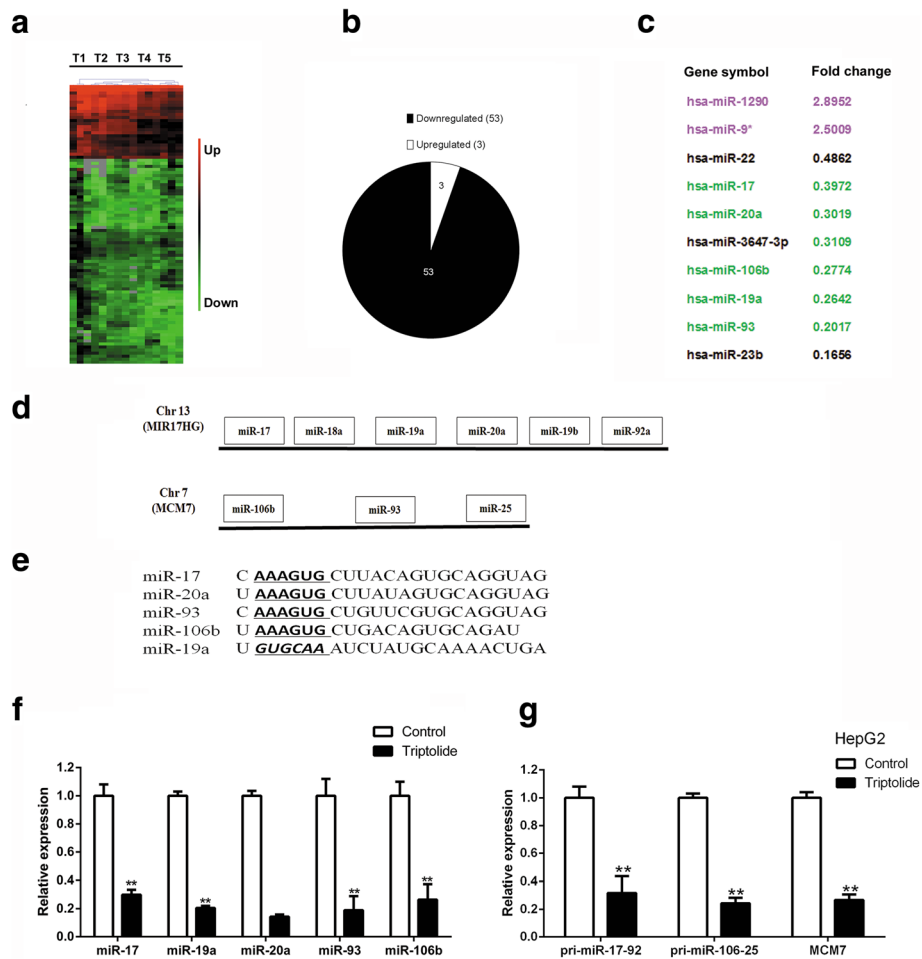 a
T1 T2 T3 T4 T5
Up
Down
b
Downregulated (53)
Upregulated (3)
3
53
c
Gene symbol Fold change
hsa-miR-1290 2.8952
hsa-miR-9* 2.5009
hsa-miR-22 0.4862
hsa-miR-17 0.3972
hsa-miR-20a 0.3019
hsa-miR-3647-3p 0.3109
hsa-miR-106b 0.2774
hsa-miR-19a 0.2642
hsa-miR-93 0.2017
hsa-miR-23b 0.1656
d
Chr 13
(MIR17HG)
miR-17 miR-18a miR-19a miR-20a miR-19b miR-92a
Chr 7
(MCM7)
miR-106b miR-93 miR-25
e
miR-17 C AAAGUG CUUACAGUGCAGGUAG
miR-20a U AAAGUG CUUAUAGUGCAGGUAG
miR-93 C AAAGUG CUGUUCGUGCAGGUAG
miR-106b U AAAGUG CUGACAGUGCAGAU
miR-19a U GUGCAA AUCUAUGCAAAACUGA
f
Control
Triptolide
Relative expression
1.2
1.0
0.8
0.6
0.4
0.2
0.0
** ** ** **
miR-17 miR-19a miR-20a miR-93 miR-106b
g
HepG2
Control
Triptolide
Relative expression
1.2
1.0
0.8
0.6
0.4
0.2
0.0
** ** **
pri-miR-17-92 pri-miR-106-25 MCM7